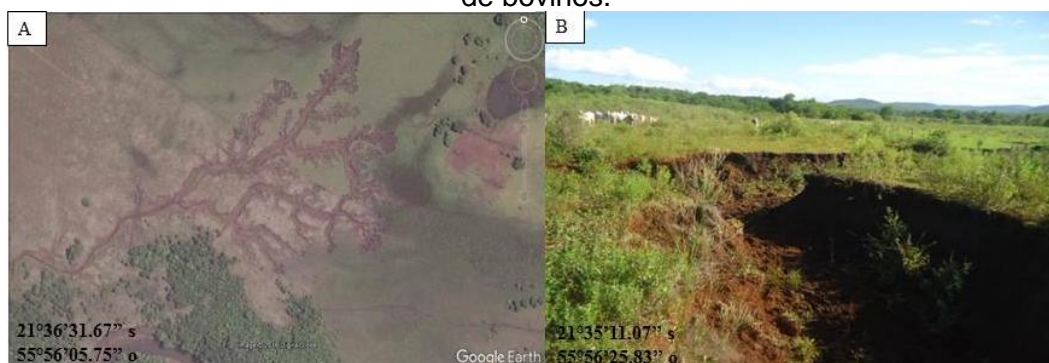 de bovinos.
A
B
21°36’31.67” s
55°56’05.75” o
Google Earth
21°35’11.07” s
55°56’25.83” o